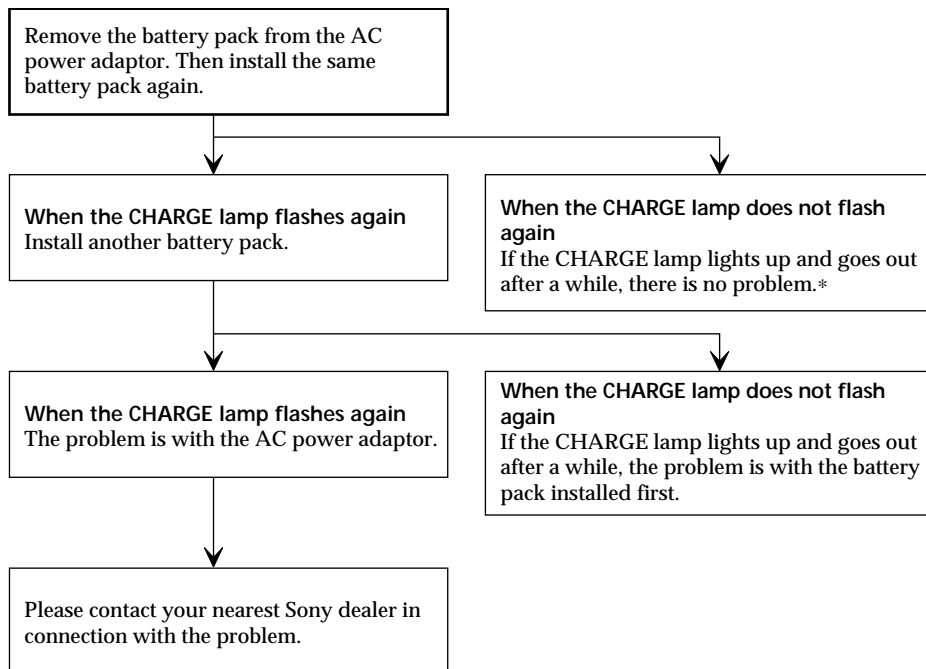 Remove the battery pack from the AC
power adaptor. Then install the same
battery pack again.
When the CHARGE lamp flashes again
Install another battery pack.
When the CHARGE lamp does not flash
again
If the CHARGE lamp lights up and goes out
after a while, there is no problem.*
When the CHARGE lamp flashes again
The problem is with the AC power adaptor.
When the CHARGE lamp does not flash
again
If the CHARGE lamp lights up and goes out
after a while, the problem is with the battery
pack installed first.
Please contact your nearest Sony dealer in
connection with the problem.